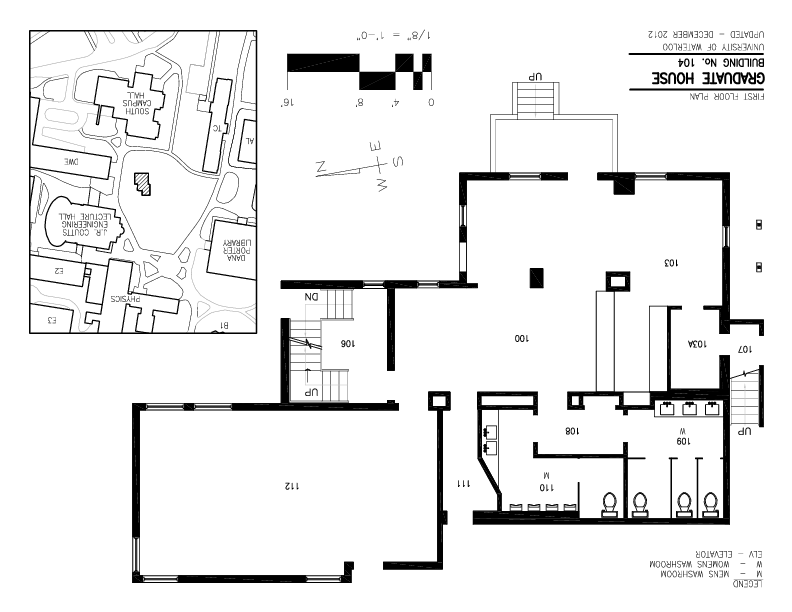 LEGEND
M - MENS WASHROOM
W - WOMENS WASHROOM
ELV - ELEVATOR
110
M
111
112
109
W
108
UP
UP
107
103A
100
106
DN
103
UP
W
S
N
E
FIRST FLOOR PLAN
GRADUATE HOUSE
BUILDING No. 104
UNIVERSITY OF WATERLOO
UPDATED - DECEMBER 2012
0 4' 8' 16'
1/8" = 1'-0"
B1
E3
PHYSICS
E2
DANA
PORTER
LIBRARY
J.R. COUTTS
ENGINEERING
LECTURE HALL
DWE
AL
TC
SOUTH
CAMPUS
HALL